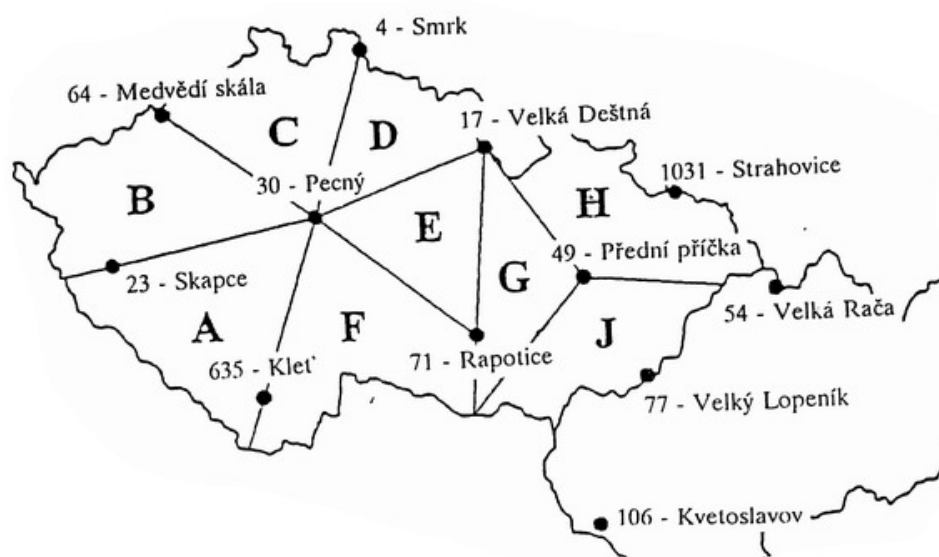 4 - Smrk
64 - Medvědí skála
C
D
17 - Velká Deštná
1031 - Strahovice
30 - Pecný
B
H
E
49 - Přední příčka
23 - Skapce
G
A
F
J
54 - Velká Rača
635 - Kleť
71 - Rapotice
77 - Velký Lopeník
106 - Kvetoslavov